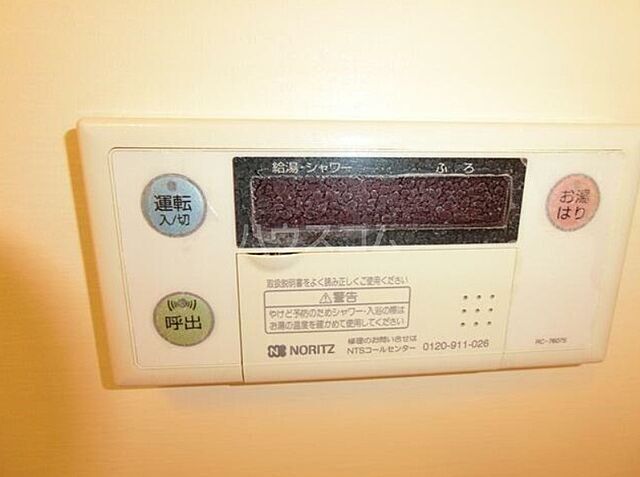 給湯・シャワー ふろ
運転
入/切
お湯
はり
ハウスコム
取扱説明書をよく読み正しくご使用ください
警告
やけど予防のためシャワー・入浴の際は
お湯の温度を確かめて使用してください
呼出
NORITZ
修理のお問い合せは
NTSコールセンター 0120-911-026
RC-7607S